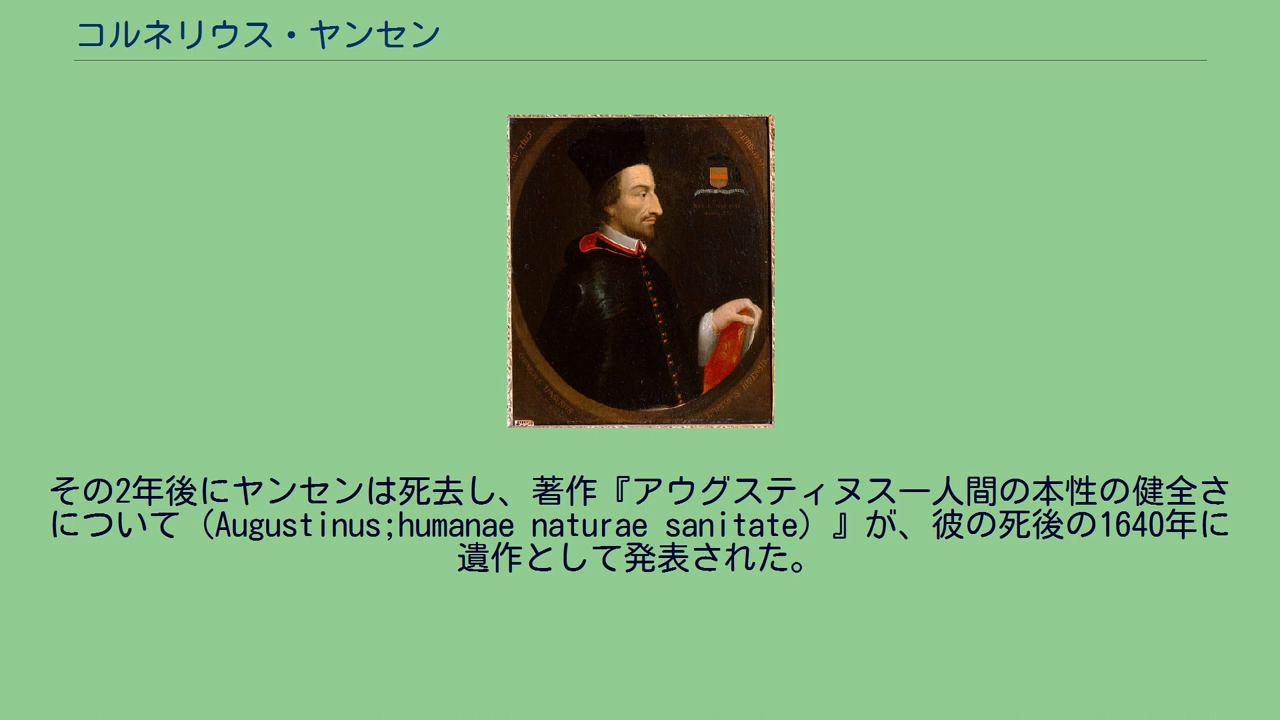 コルネリウス・ヤンセン
その2年後にヤンセンは死去し、著作『アウグスティヌス―人間の本性の健全さ
について（Augustinus;humanae naturae sanitate）』が、彼の死後の1640年に
遺作として発表された。